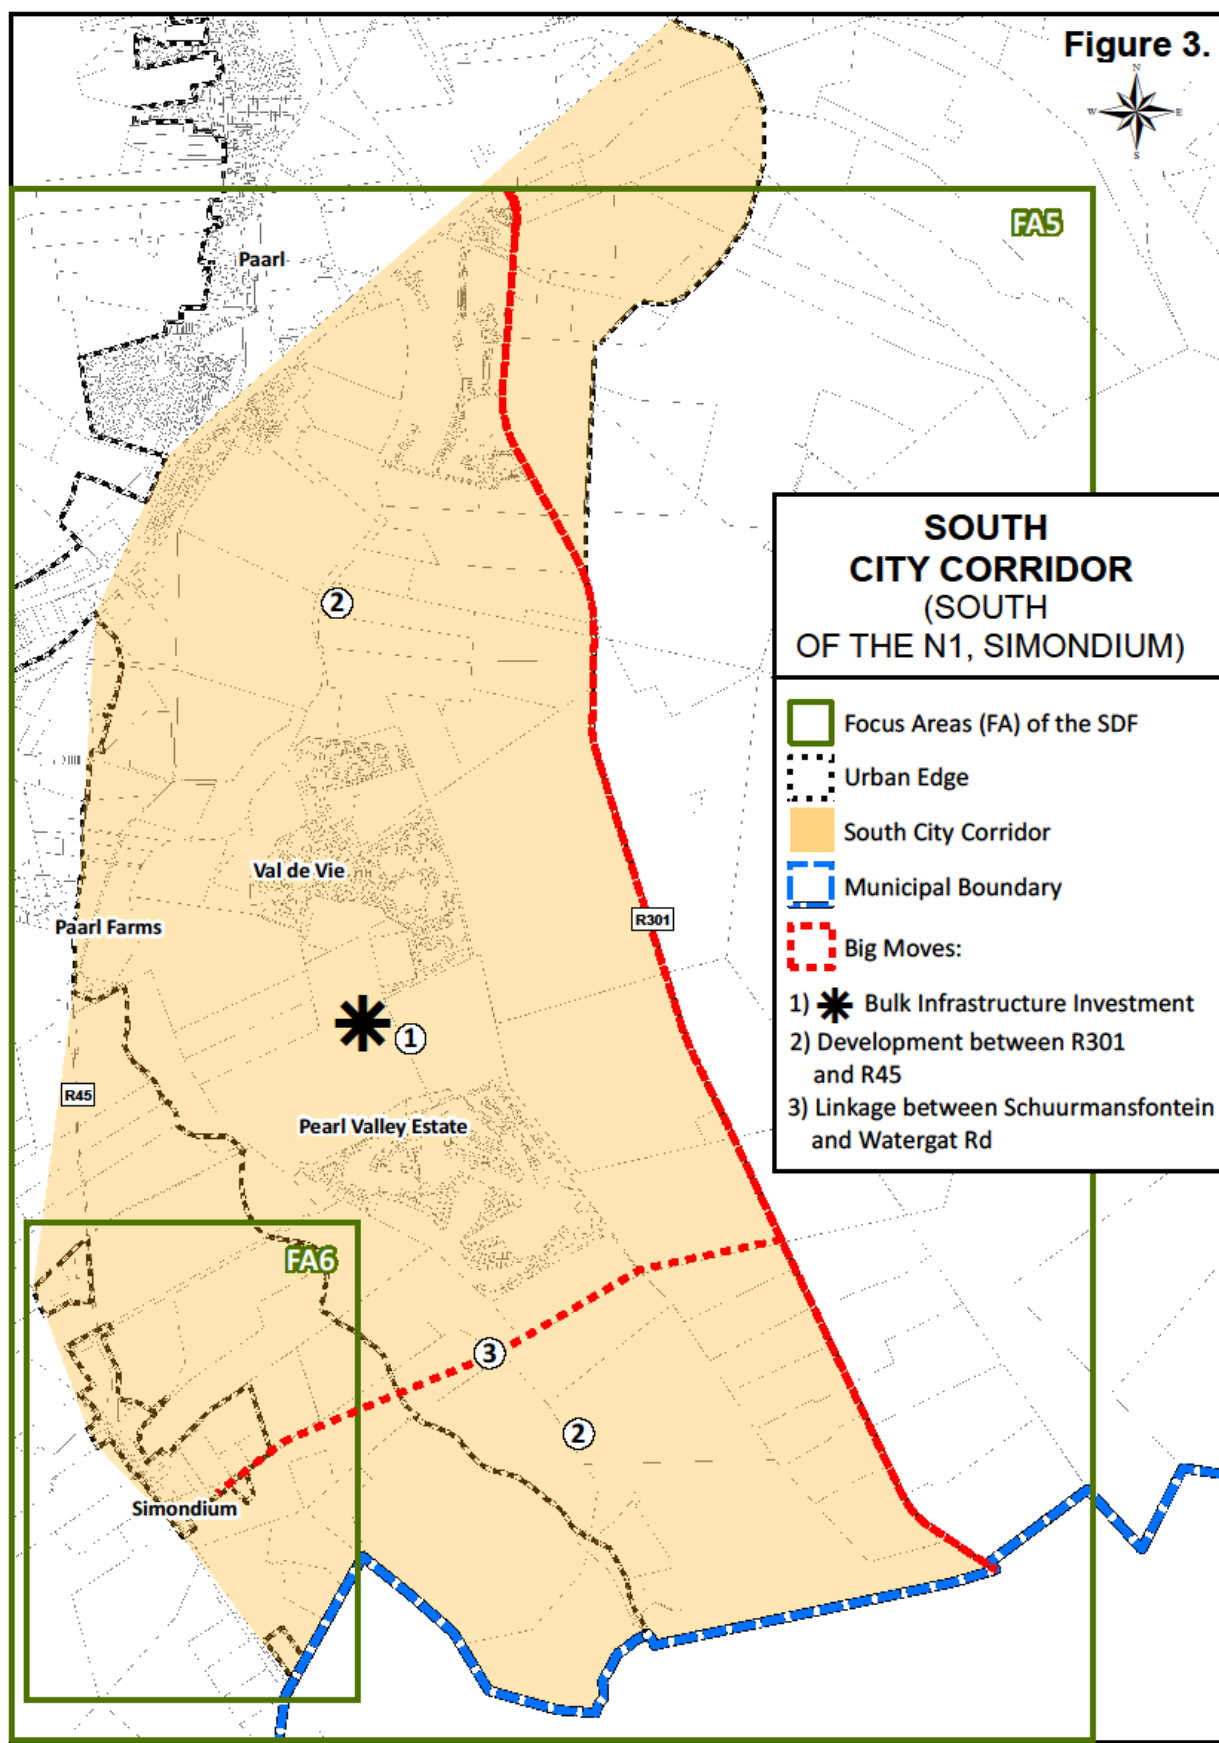 Figure 3.
N
W
E
S
FA5
Paarl
SOUTH
CITY CORRIDOR
(SOUTH
OF THE N1, SIMONDIUM)
2
Focus Areas (FA) of the SDF
Urban Edge
South City Corridor
Municipal Boundary
Big Moves:
1) Bulk Infrastructure Investment
2) Development between R301
and R45
3) Linkage between Schuurmansfontein
and Watergat Rd
Val de Vie
R301
Paarl Farms
1
R45
Pearl Valley Estate
FA6
3
2
Simondium